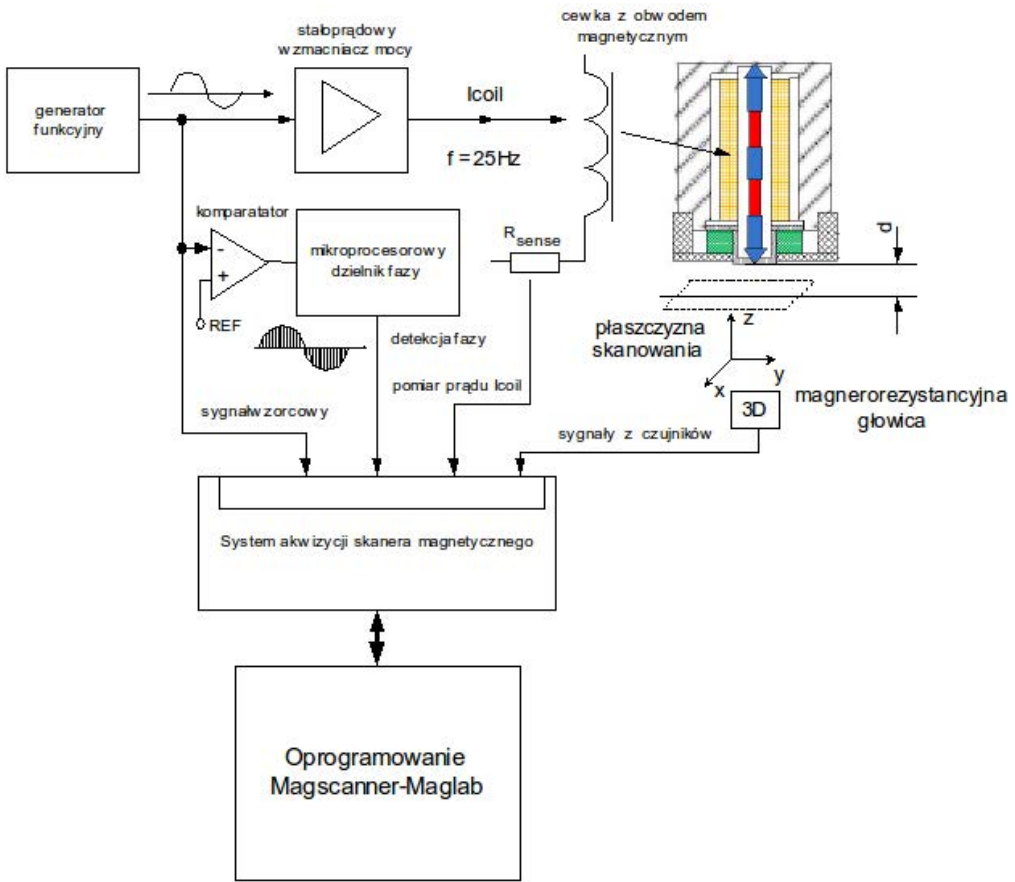 cewka z obwodem
magnetycznym
stałoprądowy
wzmacniacz mocy
generator
funkcyjny
Icoil
f = 25Hz
komparatator
-
+
REF
mikroprocesorowy
dzielnik fazy
R
sense
d
płaszczyzna
skanowania
z
y
x
detekcja fazy
pomiar prądu Icoil
sygnał wzorcowy
3D
magnerorezystancyjna
głowica
sygnały z czujników
System akwizycji skanera magnetycznego
Oprogramowanie
Magscanner-Maglab